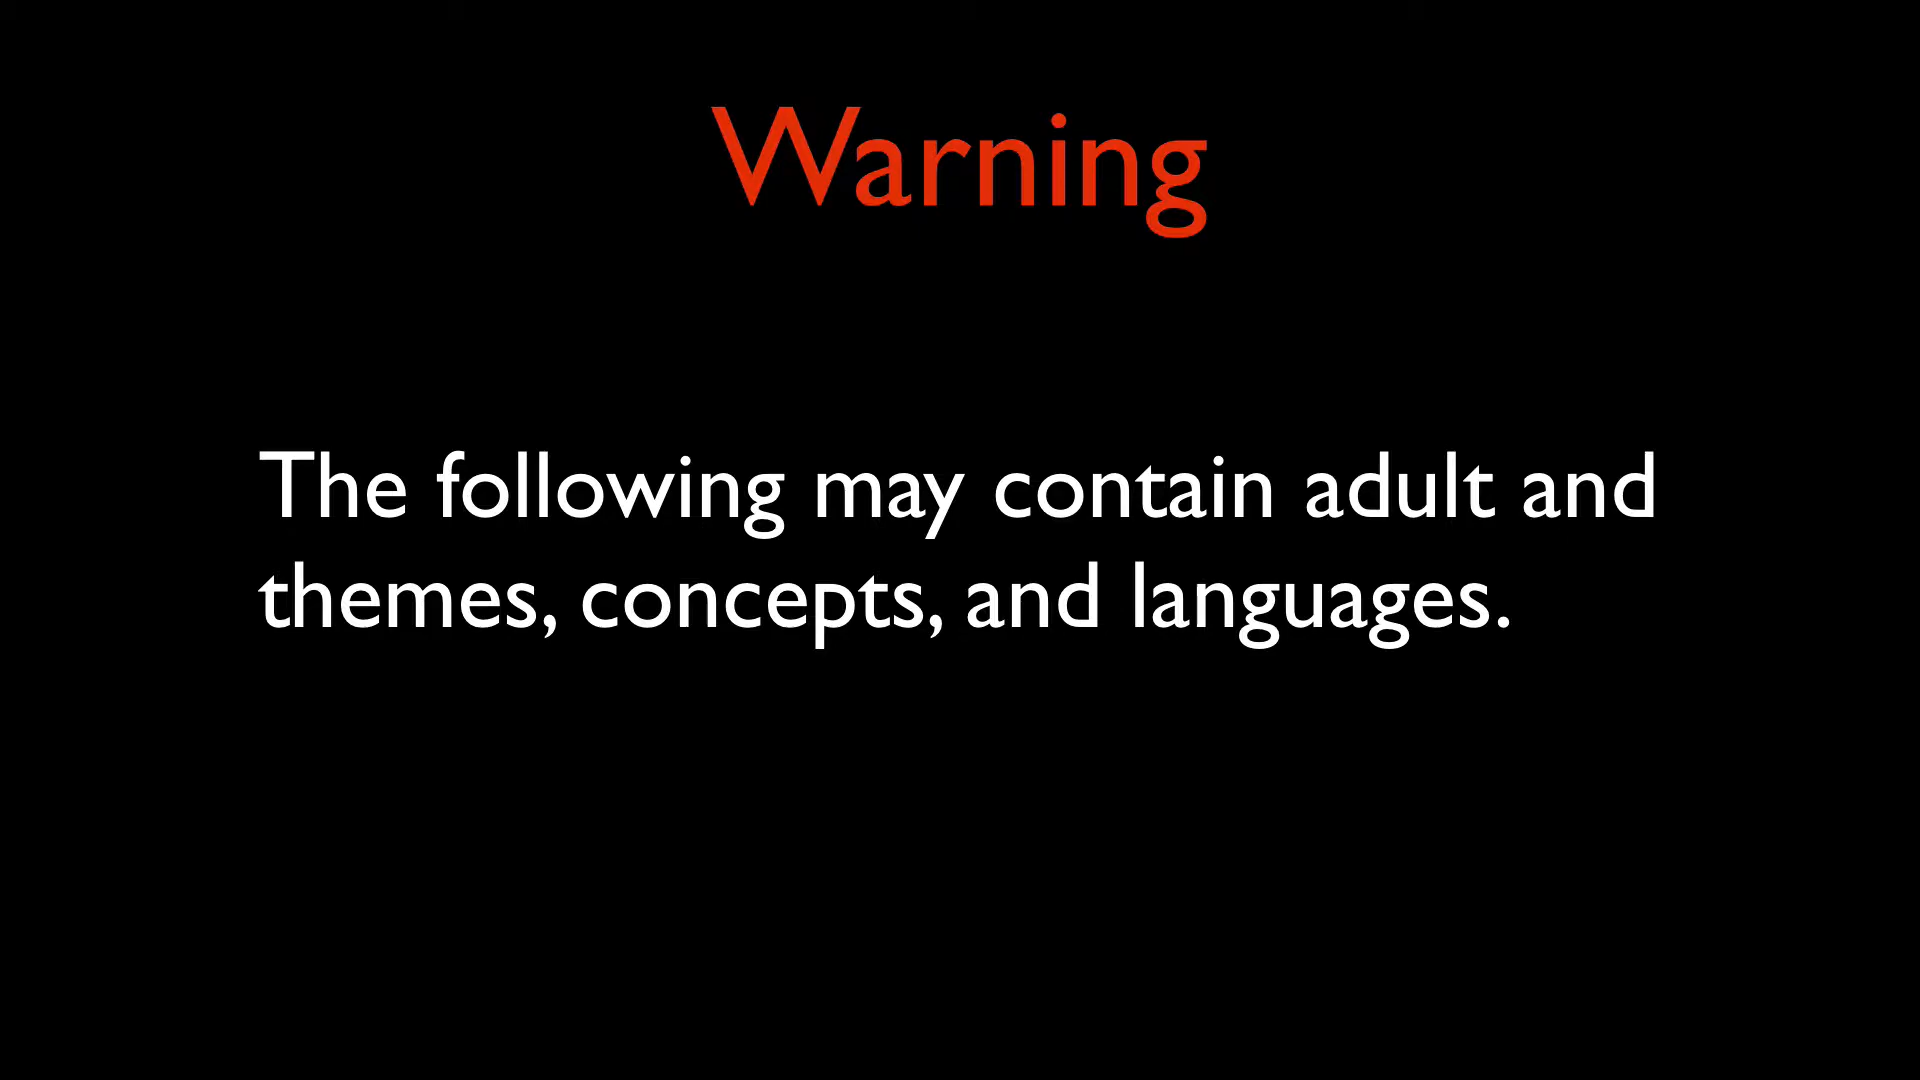 Warning
The following may contain adult and
themes, concepts, and languages.